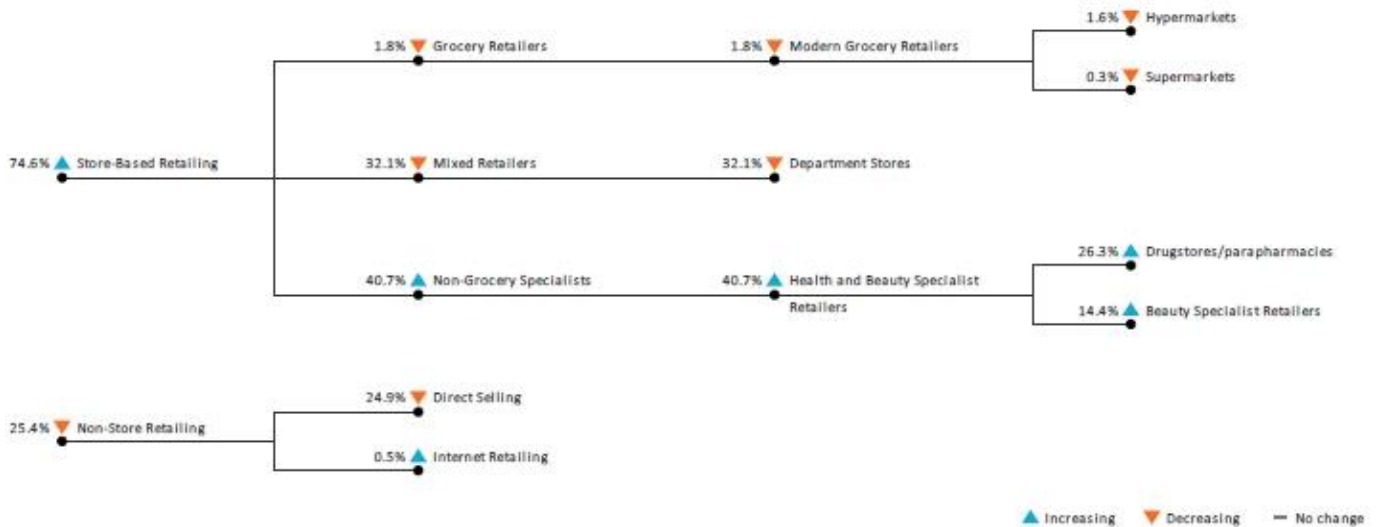 1.6% Hypermarkets
1.8% Grocery Retailers
1.8% Modern Grocery Retailers
0.3% Supermarkets
74.6% Store-Based Retailing
32.1% Mixed Retailers
32.1% Department Stores
26.3% Drugstores/parapharmacies
40.7% Non-Grocery Specialists
40.7% Health and Beauty Specialist
Retailers
14.4% Beauty Specialist Retailers
24.9% Direct Selling
25.4% Non-Store Retailing
0.5% Internet Retailing
Increasing Decreasing No change